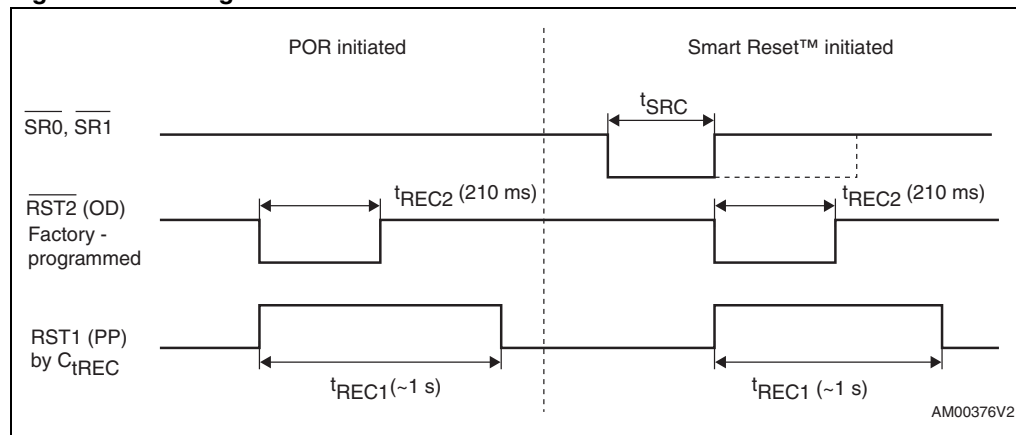 POR initiated
Smart Reset™ initiated
tSRC
SR0, SR1
tREC2 (210 ms)
tREC2 (210 ms)
RST2 (OD)
Factory -
programmed
RST1 (PP)
by CtREC
tREC1(~1 s)
tREC1 (~1 s)
AM00376V2